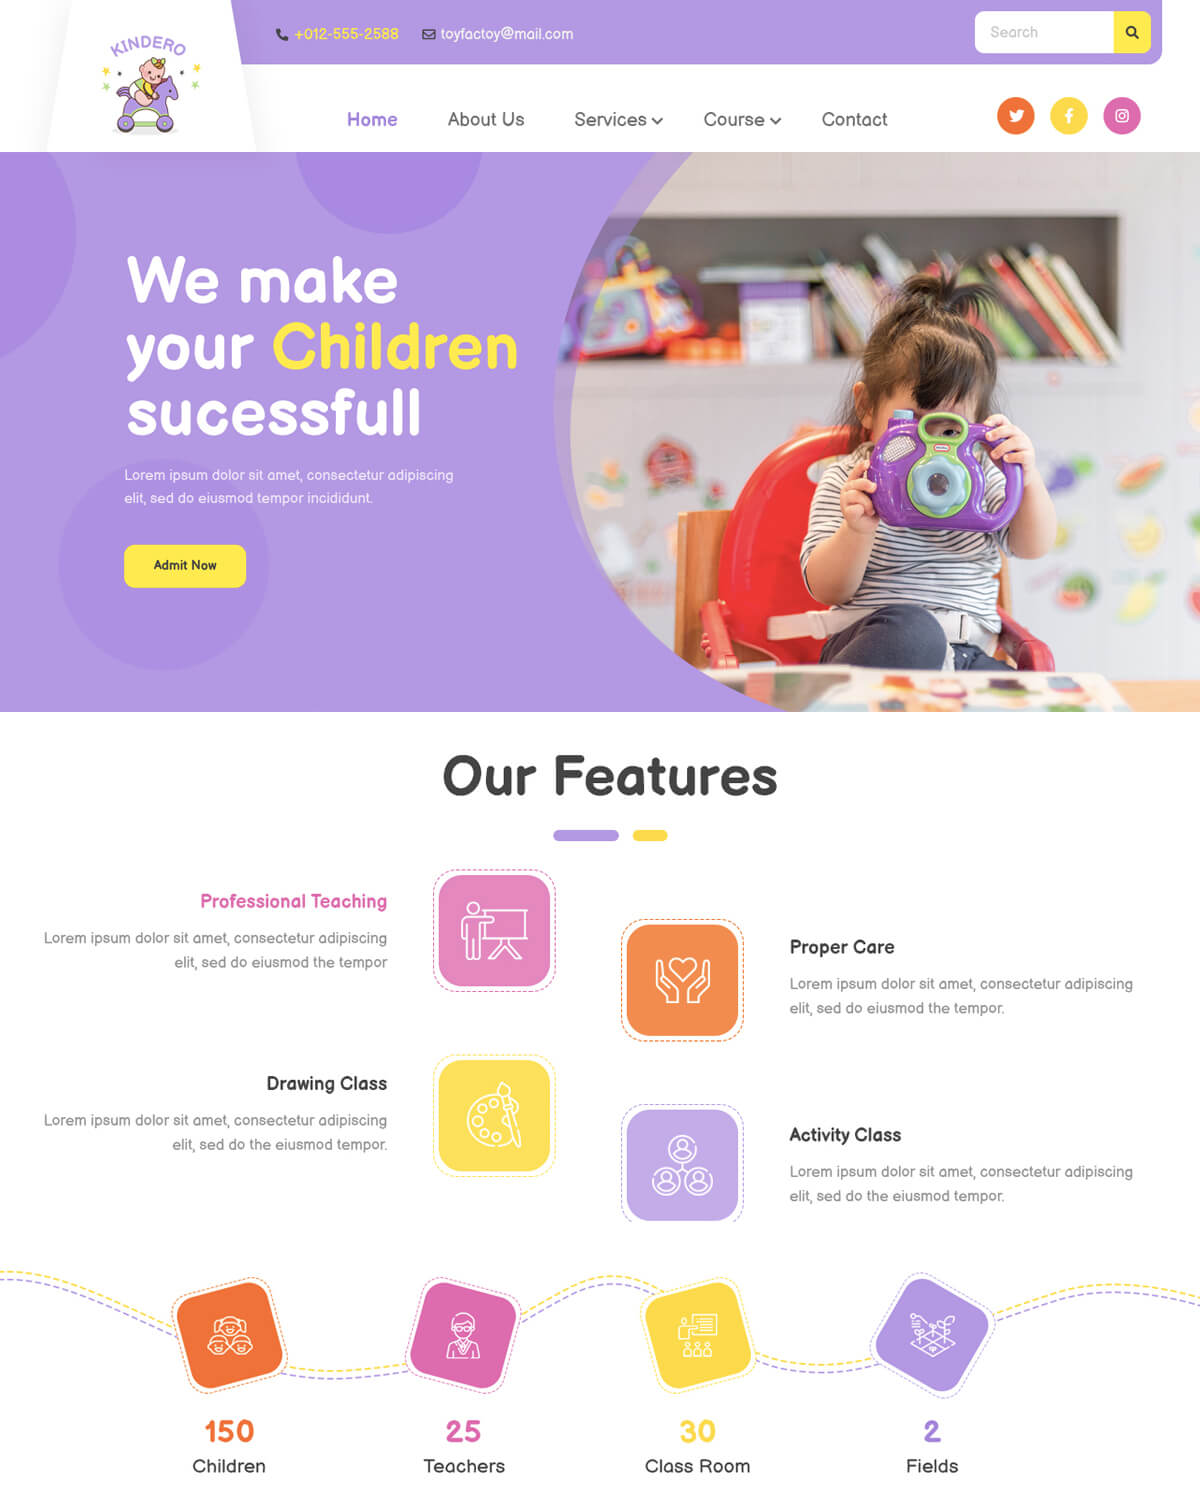 KINDERO
+012-555-2588
toyfactoy@mail.com
Search
Home
About Us
Services
Course
Contact
We make
your Children
sucessfull
Lorem ipsum dolor sit amet, consectetur adipiscing
elit, sed do eiusmod tempor incididunt.
Admit Now
Our Features
Professional Teaching
Lorem ipsum dolor sit amet, consectetur adipiscing
elit, sed do eiusmod the tempor
Proper Care
Lorem ipsum dolor sit amet, consectetur adipiscing
elit, sed do eiusmod the tempor.
Drawing Class
Lorem ipsum dolor sit amet, consectetur adipiscing
elit, sed do the eiusmod tempor.
Activity Class
Lorem ipsum dolor sit amet, consectetur adipiscing
elit, sed do the eiusmod tempor.
150
Children
25
Teachers
30
Class Room
2
Fields